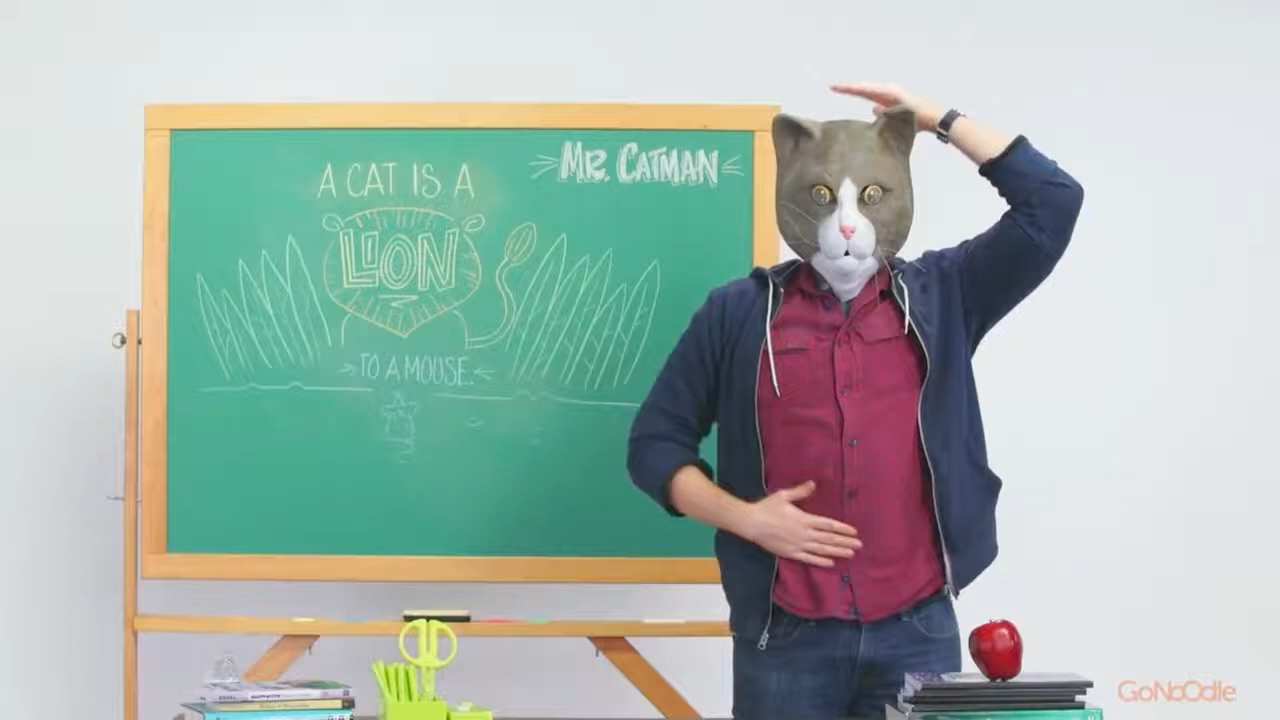 MR. CATMAN
A CAT IS A
LION
TO A MOUSE.
GoNoOdle